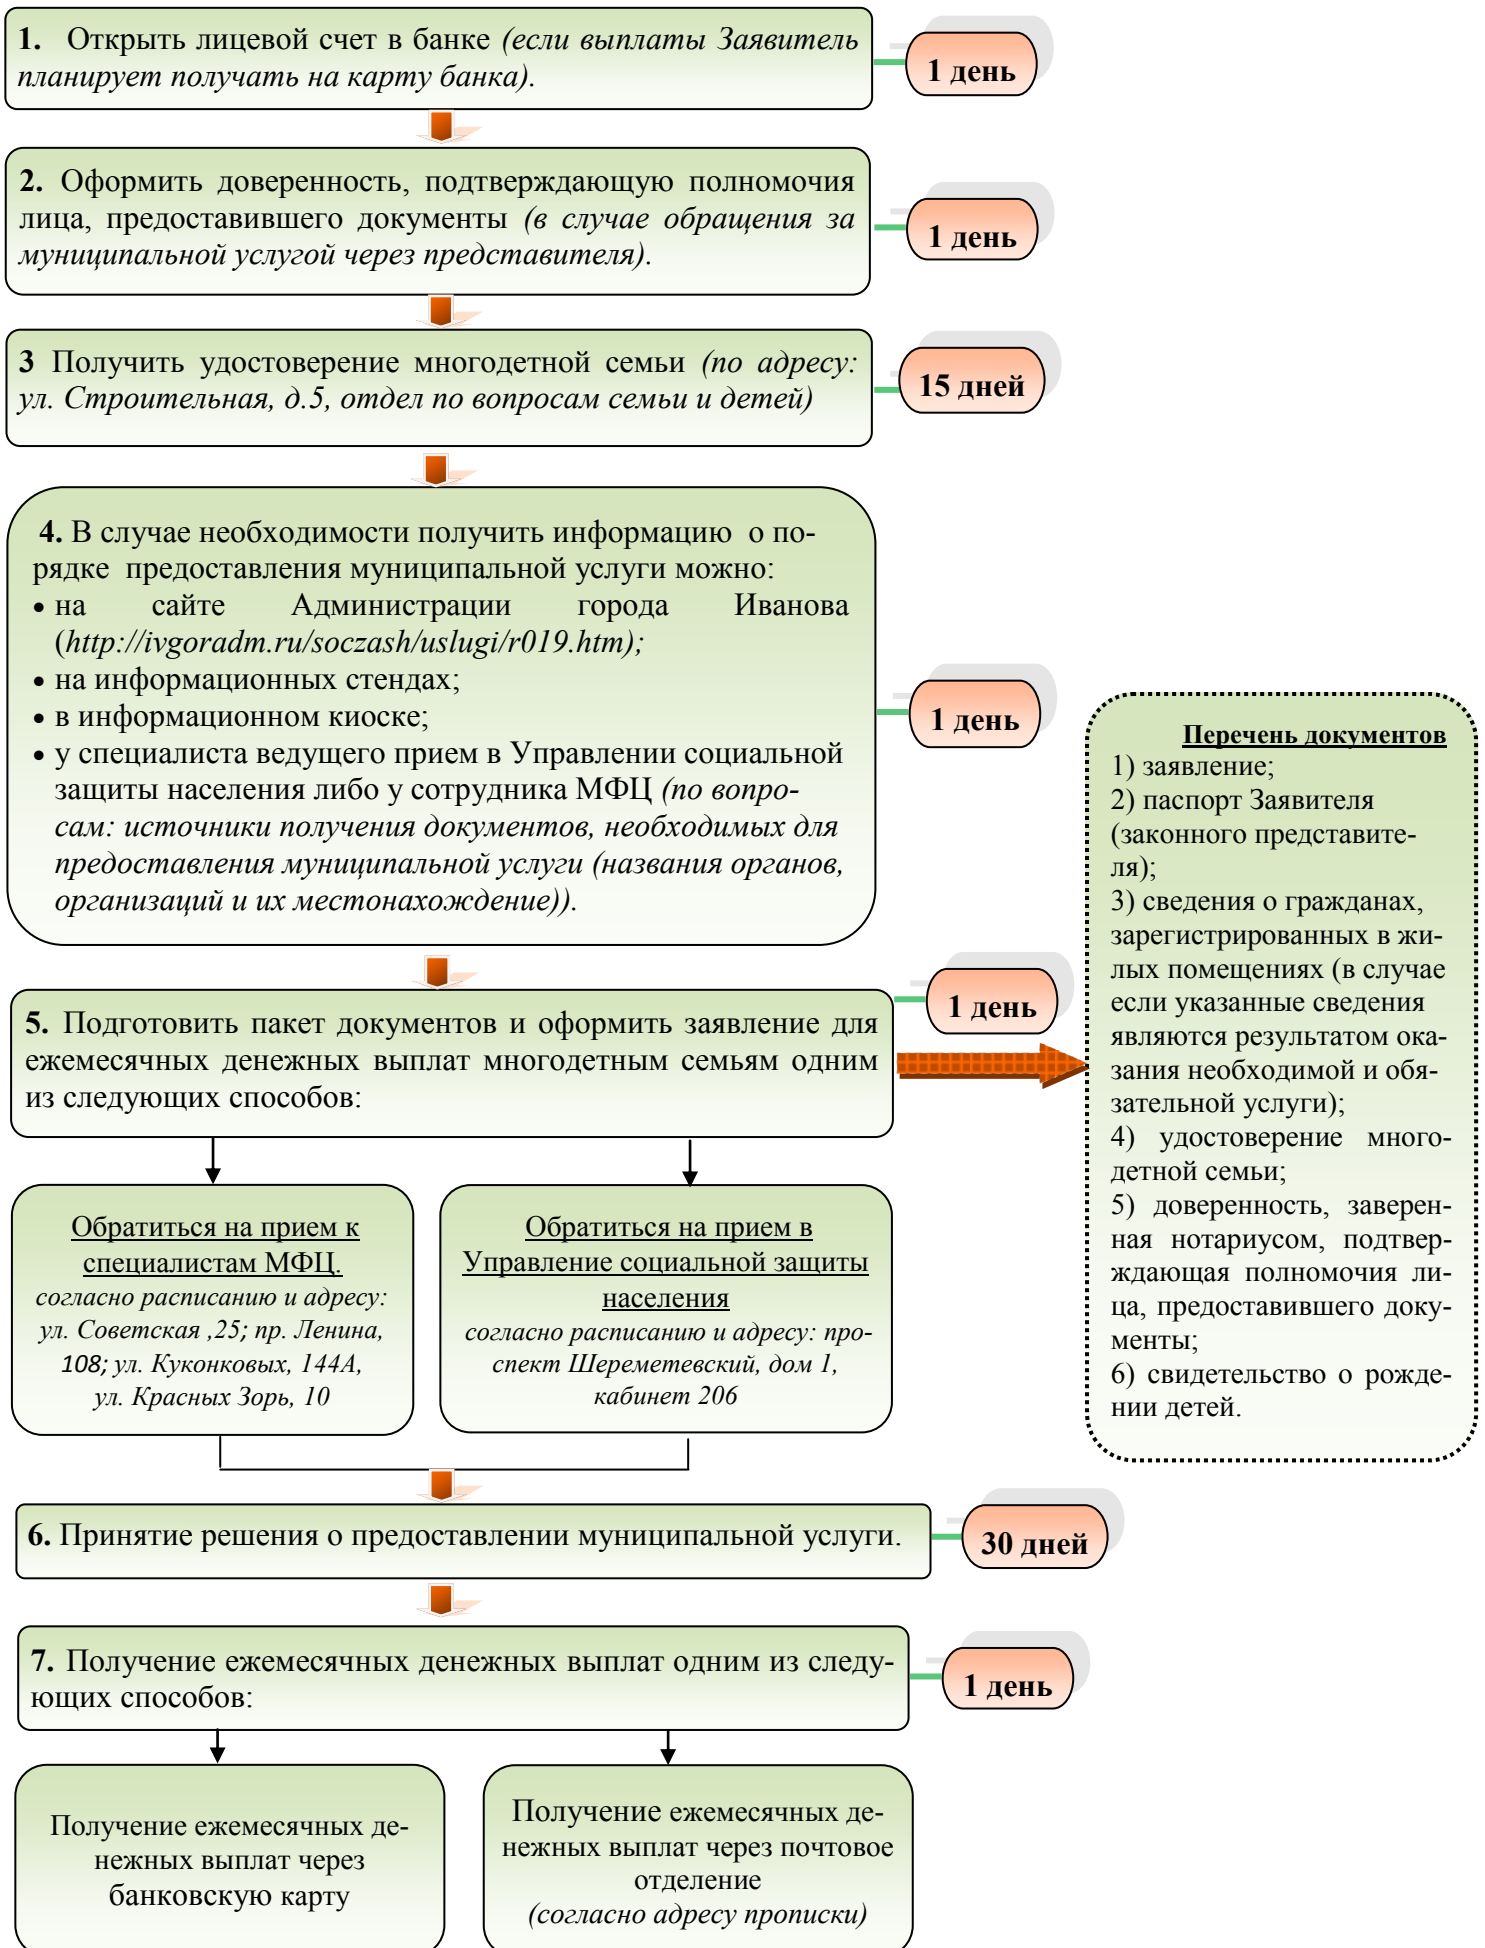 1. Открыть лицевой счет в банке (если выплаты Заявитель
планирует получать на карту банка).
1 день
2. Оформить доверенность, подтверждающую полномочия
лица, предоставившего документы (в случае обращения за
муниципальной услугой через представителя).
1 день
3 Получить удостоверение многодетной семьи (по адресу:
ул. Строительная, д.5, отдел по вопросам семьи и детей)
15 дней
4. В случае необходимости получить информацию о по-
рядке предоставления муниципальной услуги можно:
• на сайте Администрации города Иванова
(http://ivgoradm.ru/soczash/uslugi/r019.htm);
• на информационных стендах;
• в информационном киоске;
• у специалиста ведущего прием в Управлении социальной
защиты населения либо у сотрудника МФЦ (по вопро-
сам: источники получения документов, необходимых для
предоставления муниципальной услуги (названия органов,
организаций и их местонахождение)).
1 день
5. Подготовить пакет документов и оформить заявление для
ежемесячных денежных выплат многодетным семьям одним
из следующих способов:
1 день
Перечень документов
1) заявление;
2) паспорт Заявителя
(законного представите-
ля);
3) сведения о гражданах,
зарегистрированных в жи-
лых помещениях (в случае
если указанные сведения
являются результатом ока-
зания необходимой и обя-
зательной услуги);
4) удостоверение много-
детной семьи;
5) доверенность, заверен-
ная нотариусом, подтвер-
ждающая полномочия ли-
ца, предоставившего доку-
менты;
6) свидетельство о рожде-
нии детей.
Обратиться на прием к
специалистам МФЦ.
согласно расписанию и адресу:
ул. Советская ,25; пр. Ленина,
108; ул. Куконковых, 144А,
ул. Красных Зорь, 10
Обратиться на прием в
Управление социальной защиты
населения
согласно расписанию и адресу: про-
спект Шереметевский, дом 1,
кабинет 206
6. Принятие решения о предоставлении муниципальной услуги.
30 дней
7. Получение ежемесячных денежных выплат одним из следу-
ющих способов:
1 день
Получение ежемесячных де-
нежных выплат через
банковскую карту
Получение ежемесячных де-
нежных выплат через почтовое
отделение
(согласно адресу прописки)